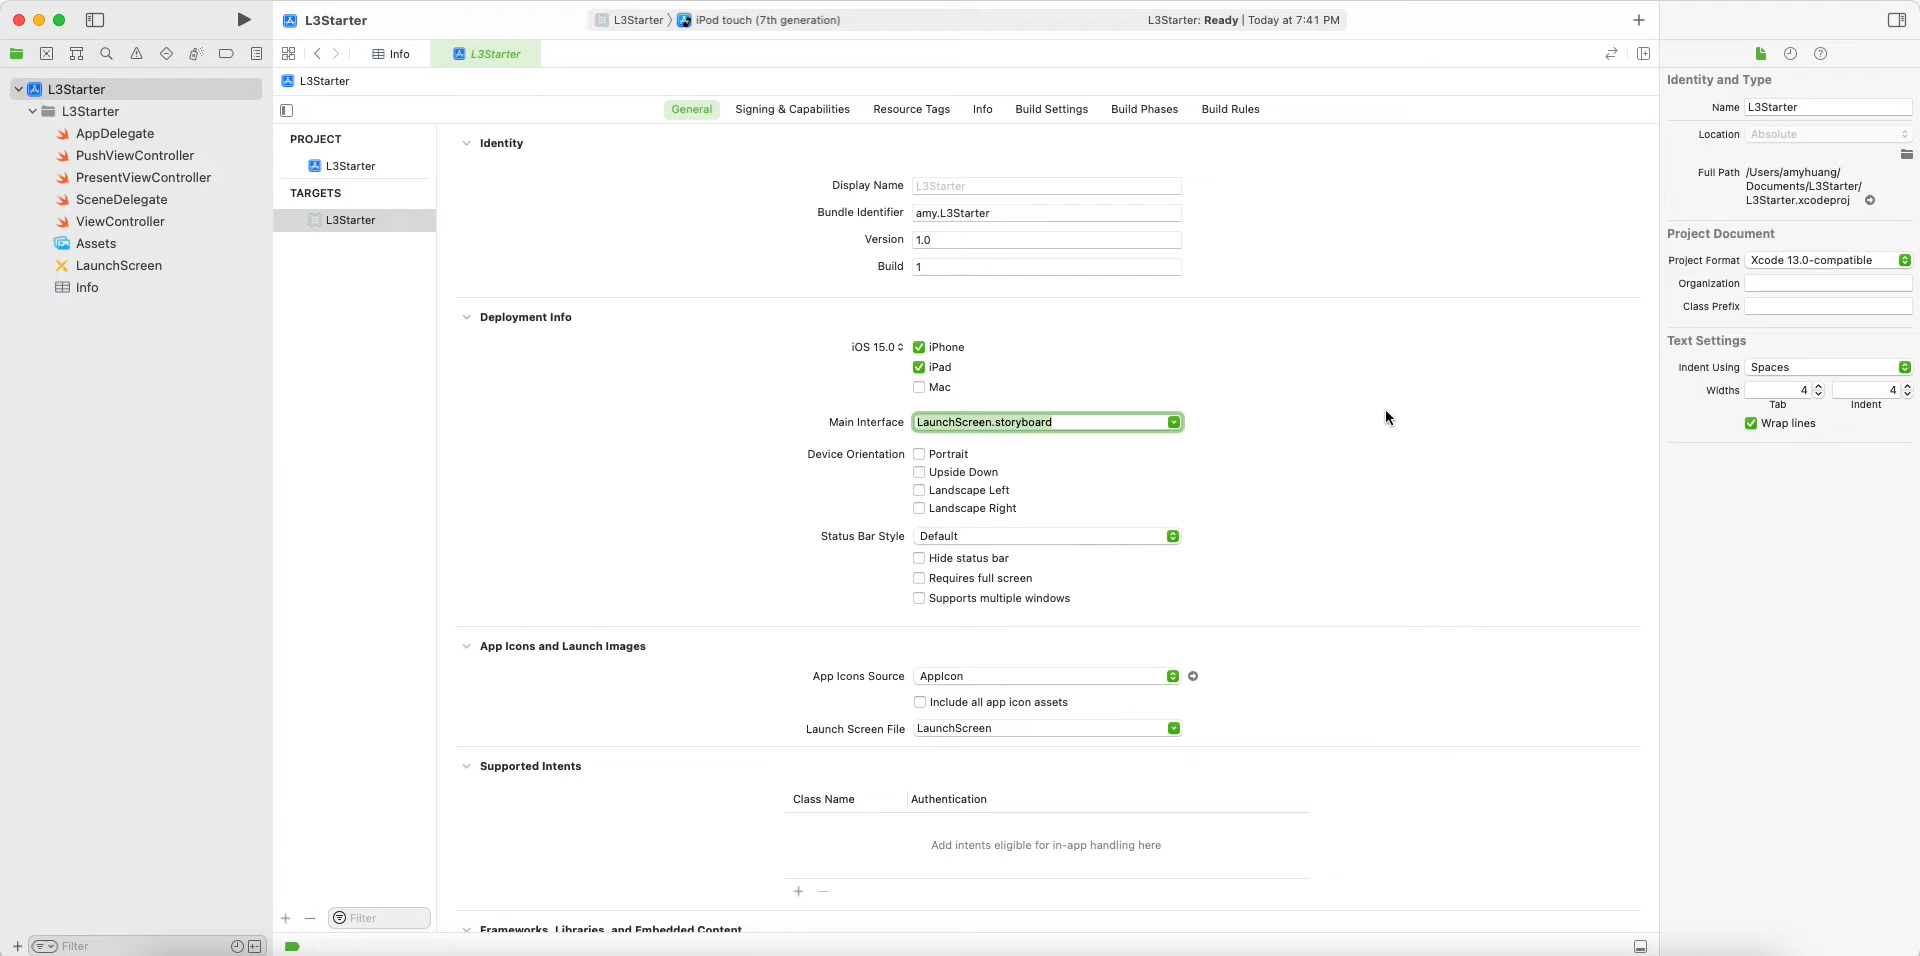 L3Starter
L3Starter
iPod touch (7th generation)
L3Starter: Ready | Today at 7:41 PM
Info
L3Starter
L3Starter
L3Starter
L3Starter
AppDelegate
PushViewController
PresentViewController
SceneDelegate
ViewController
Assets
LaunchScreen
Info
Filter
General
Signing & Capabilities
Resource Tags
Info
Build Settings
Build Phases
Build Rules
PROJECT
L3Starter
TARGETS
L3Starter
Filter
Identity
Display Name L3Starter
Bundle Identifier amy.L3Starter
Version 1.0
Build 1
Deployment Info
iOS 15.0 iPhone
iPad
Mac
Main Interface LaunchScreen.storyboard
Device Orientation Portrait
Upside Down
Landscape Left
Landscape Right
Status Bar Style Default
Hide status bar
Requires full screen
Supports multiple windows
App Icons and Launch Images
App Icons Source AppIcon
Include all app icon assets
Launch Screen File LaunchScreen
Supported Intents
Class Name Authentication
Add intents eligible for in-app handling here
Frameworks, Libraries, and Embedded Content
Identity and Type
Name L3Starter
Location Absolute
Full Path /Users/amyhuang/
Documents/L3Starter/
L3Starter.xcodeproj
Project Document
Project Format Xcode 13.0-compatible
Organization
Class Prefix
Text Settings
Indent Using Spaces
Widths 4 4
Tab Indent
Wrap lines